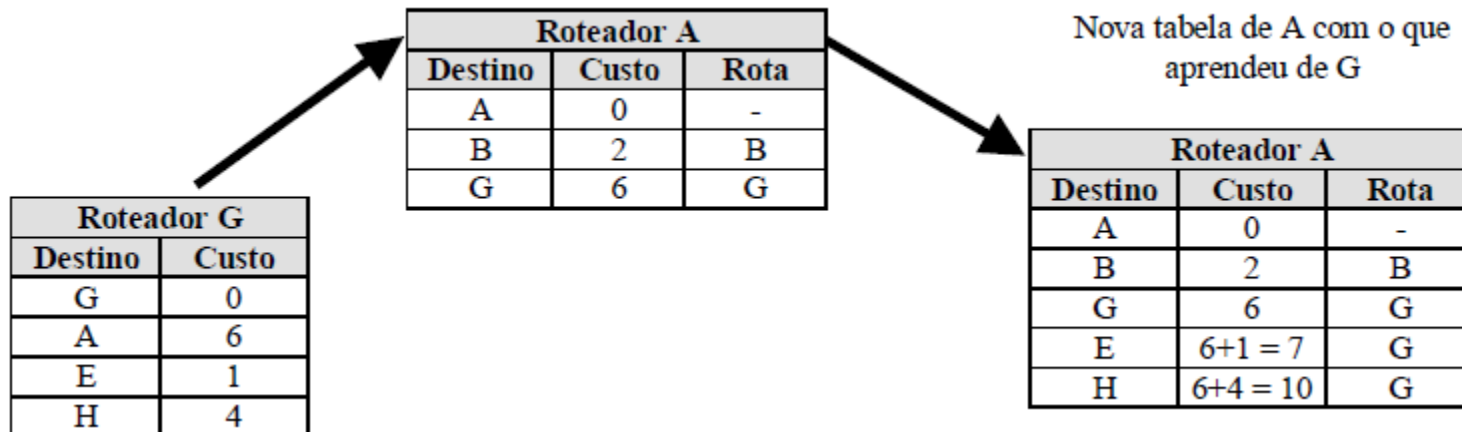 Roteador A
Destino Custo Rota
A 0 -
B 2 B
G 6 G
Nova tabela de A com o que
aprendeu de G
Roteador G
Destino Custo
G 0
A 6
E 1
H 4
Roteador A
Destino Custo Rota
A 0 -
B 2 B
G 6 G
E 6+1 = 7 G
H 6+4 = 10 G